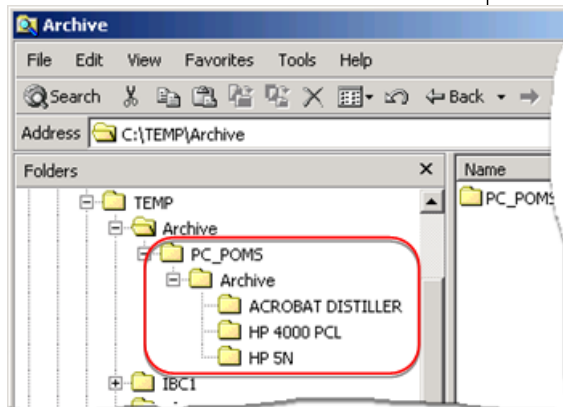 Archive
File Edit View Favorites Tools Help
Search Back
Address C:\TEMP\Archive
Folders Name
TEMP PC_POMS
Archive
PC_POMS
Archive
ACROBAT DISTILLER
HP 4000 PCL
HP 5N
IBC1